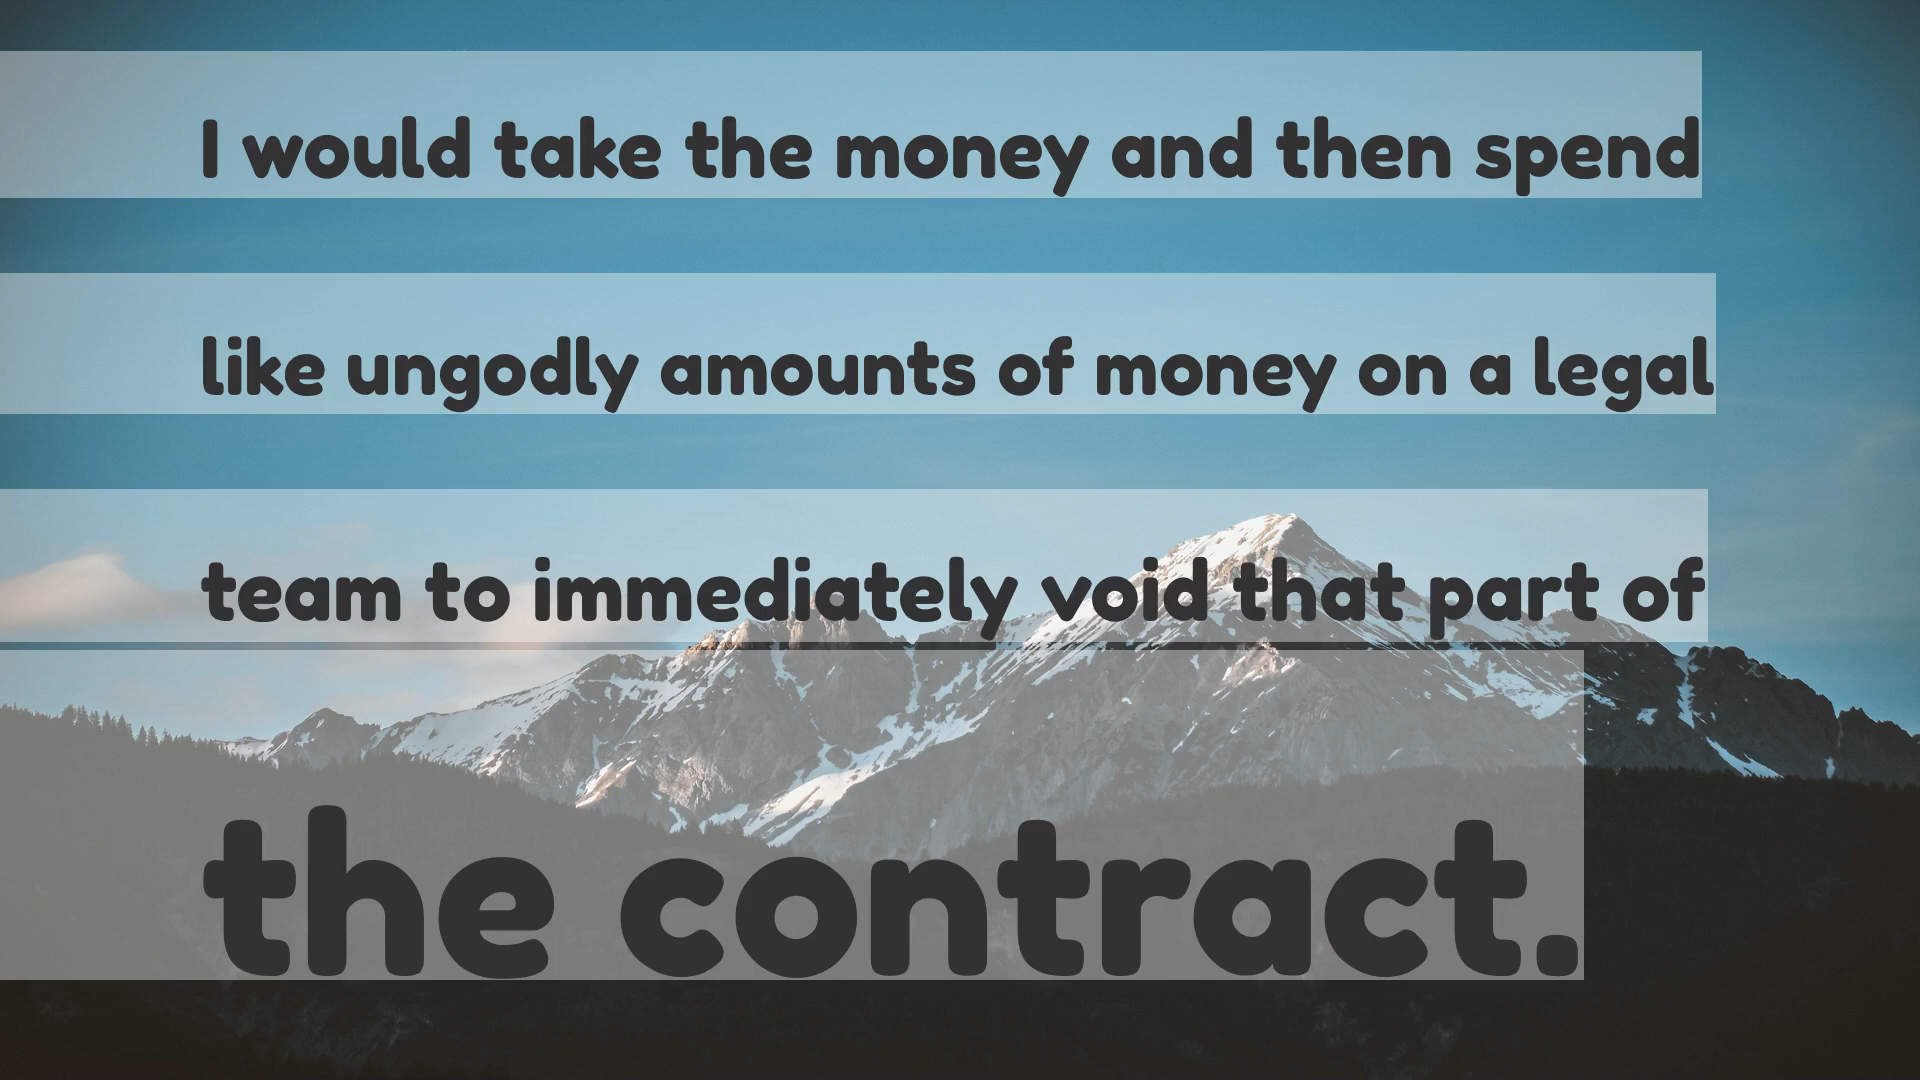 I would take the money and then spend
like ungodly amounts of money on a legal
team to immediately void that part of
the contract.